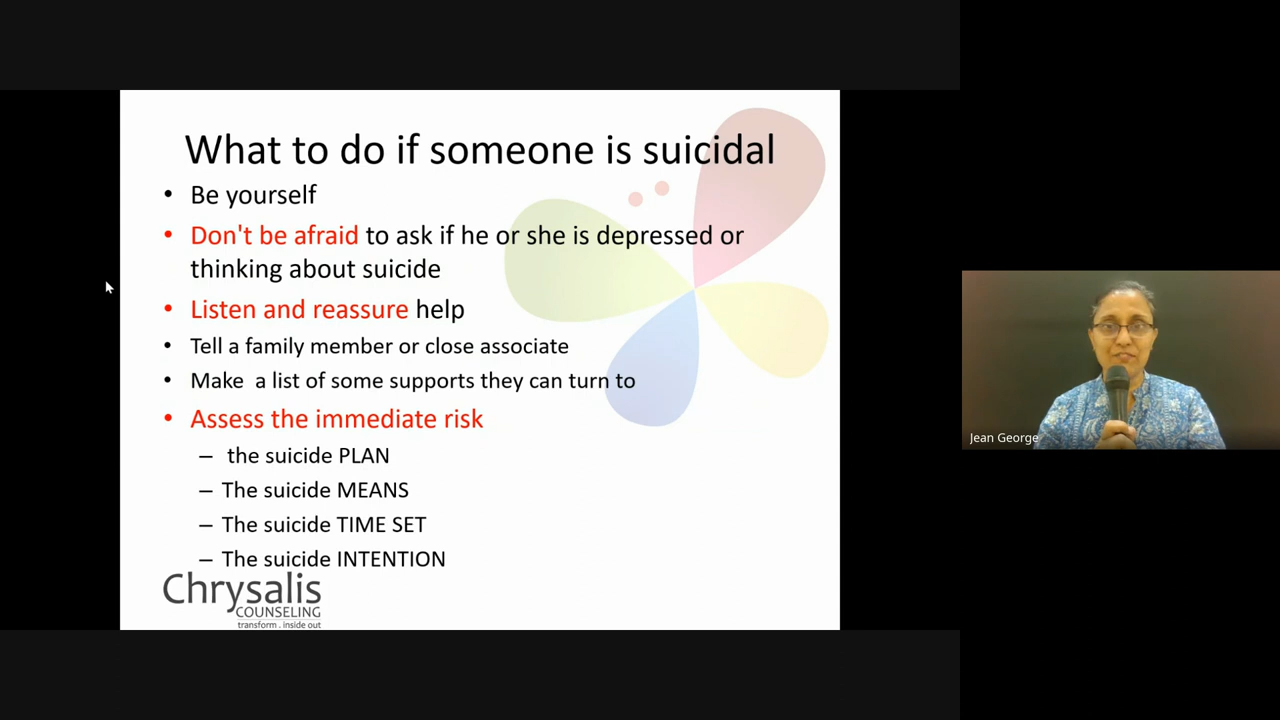 What to do if someone is suicidal
• Be yourself
• Don't be afraid to ask if he or she is depressed or
thinking about suicide
• Listen and reassure help
• Tell a family member or close associate
• Make  a list of some supports they can turn to
• Assess the immediate risk
– the suicide PLAN
– The suicide MEANS
– The suicide TIME SET
– The suicide INTENTION
Chrysalis
COUNSELING
transform . inside out
Jean George